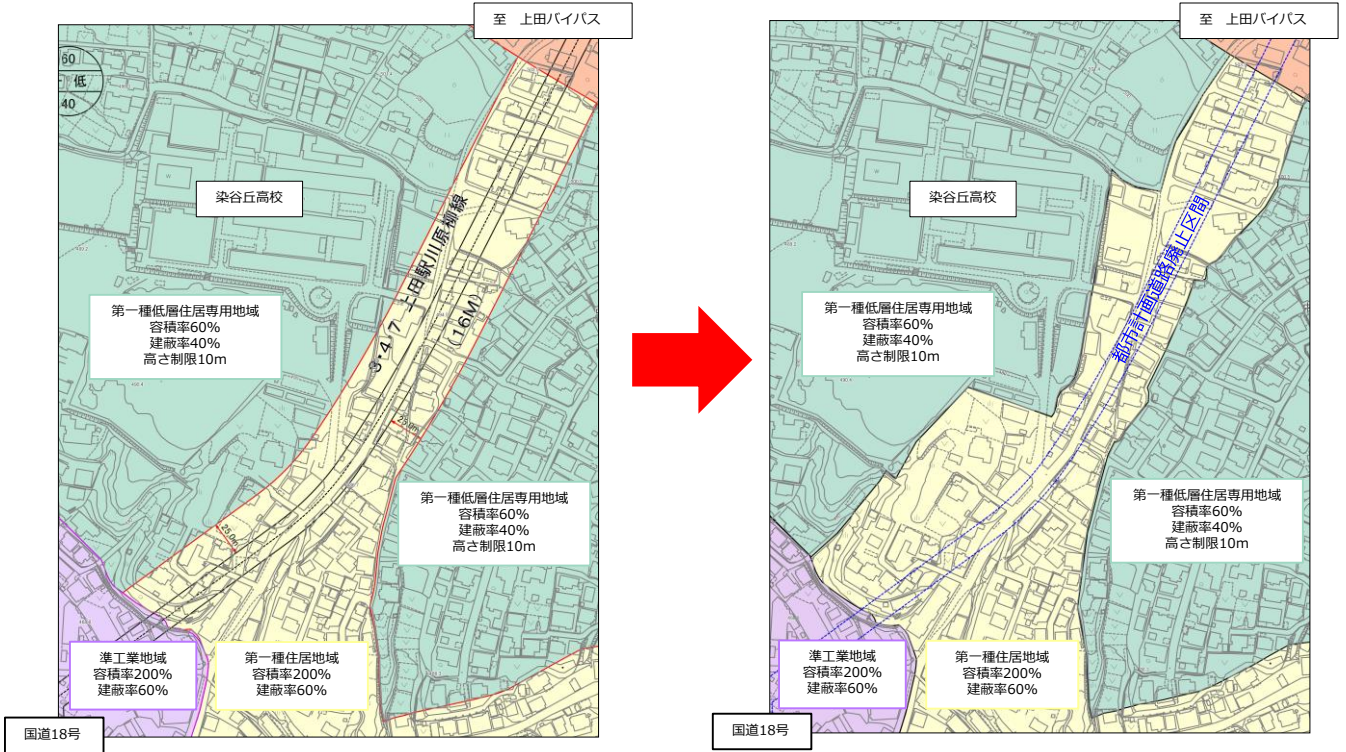 至　上田バイパス
60
低
40
染谷丘高校
3・4・7 上田駅川原柳線
(16M)
第一種低層住居専用地域
容積率60%
建蔽率40%
高さ制限10m
25.0m
第一種低層住居専用地域
容積率60%
建蔽率40%
高さ制限10m
25.0m
準工業地域
容積率200%
建蔽率60%
第一種住居地域
容積率200%
建蔽率60%
国道18号
至　上田バイパス
染谷丘高校
都市計画道路廃止区間
第一種低層住居専用地域
容積率60%
建蔽率40%
高さ制限10m
第一種低層住居専用地域
容積率60%
建蔽率40%
高さ制限10m
準工業地域
容積率200%
建蔽率60%
第一種住居地域
容積率200%
建蔽率60%
国道18号